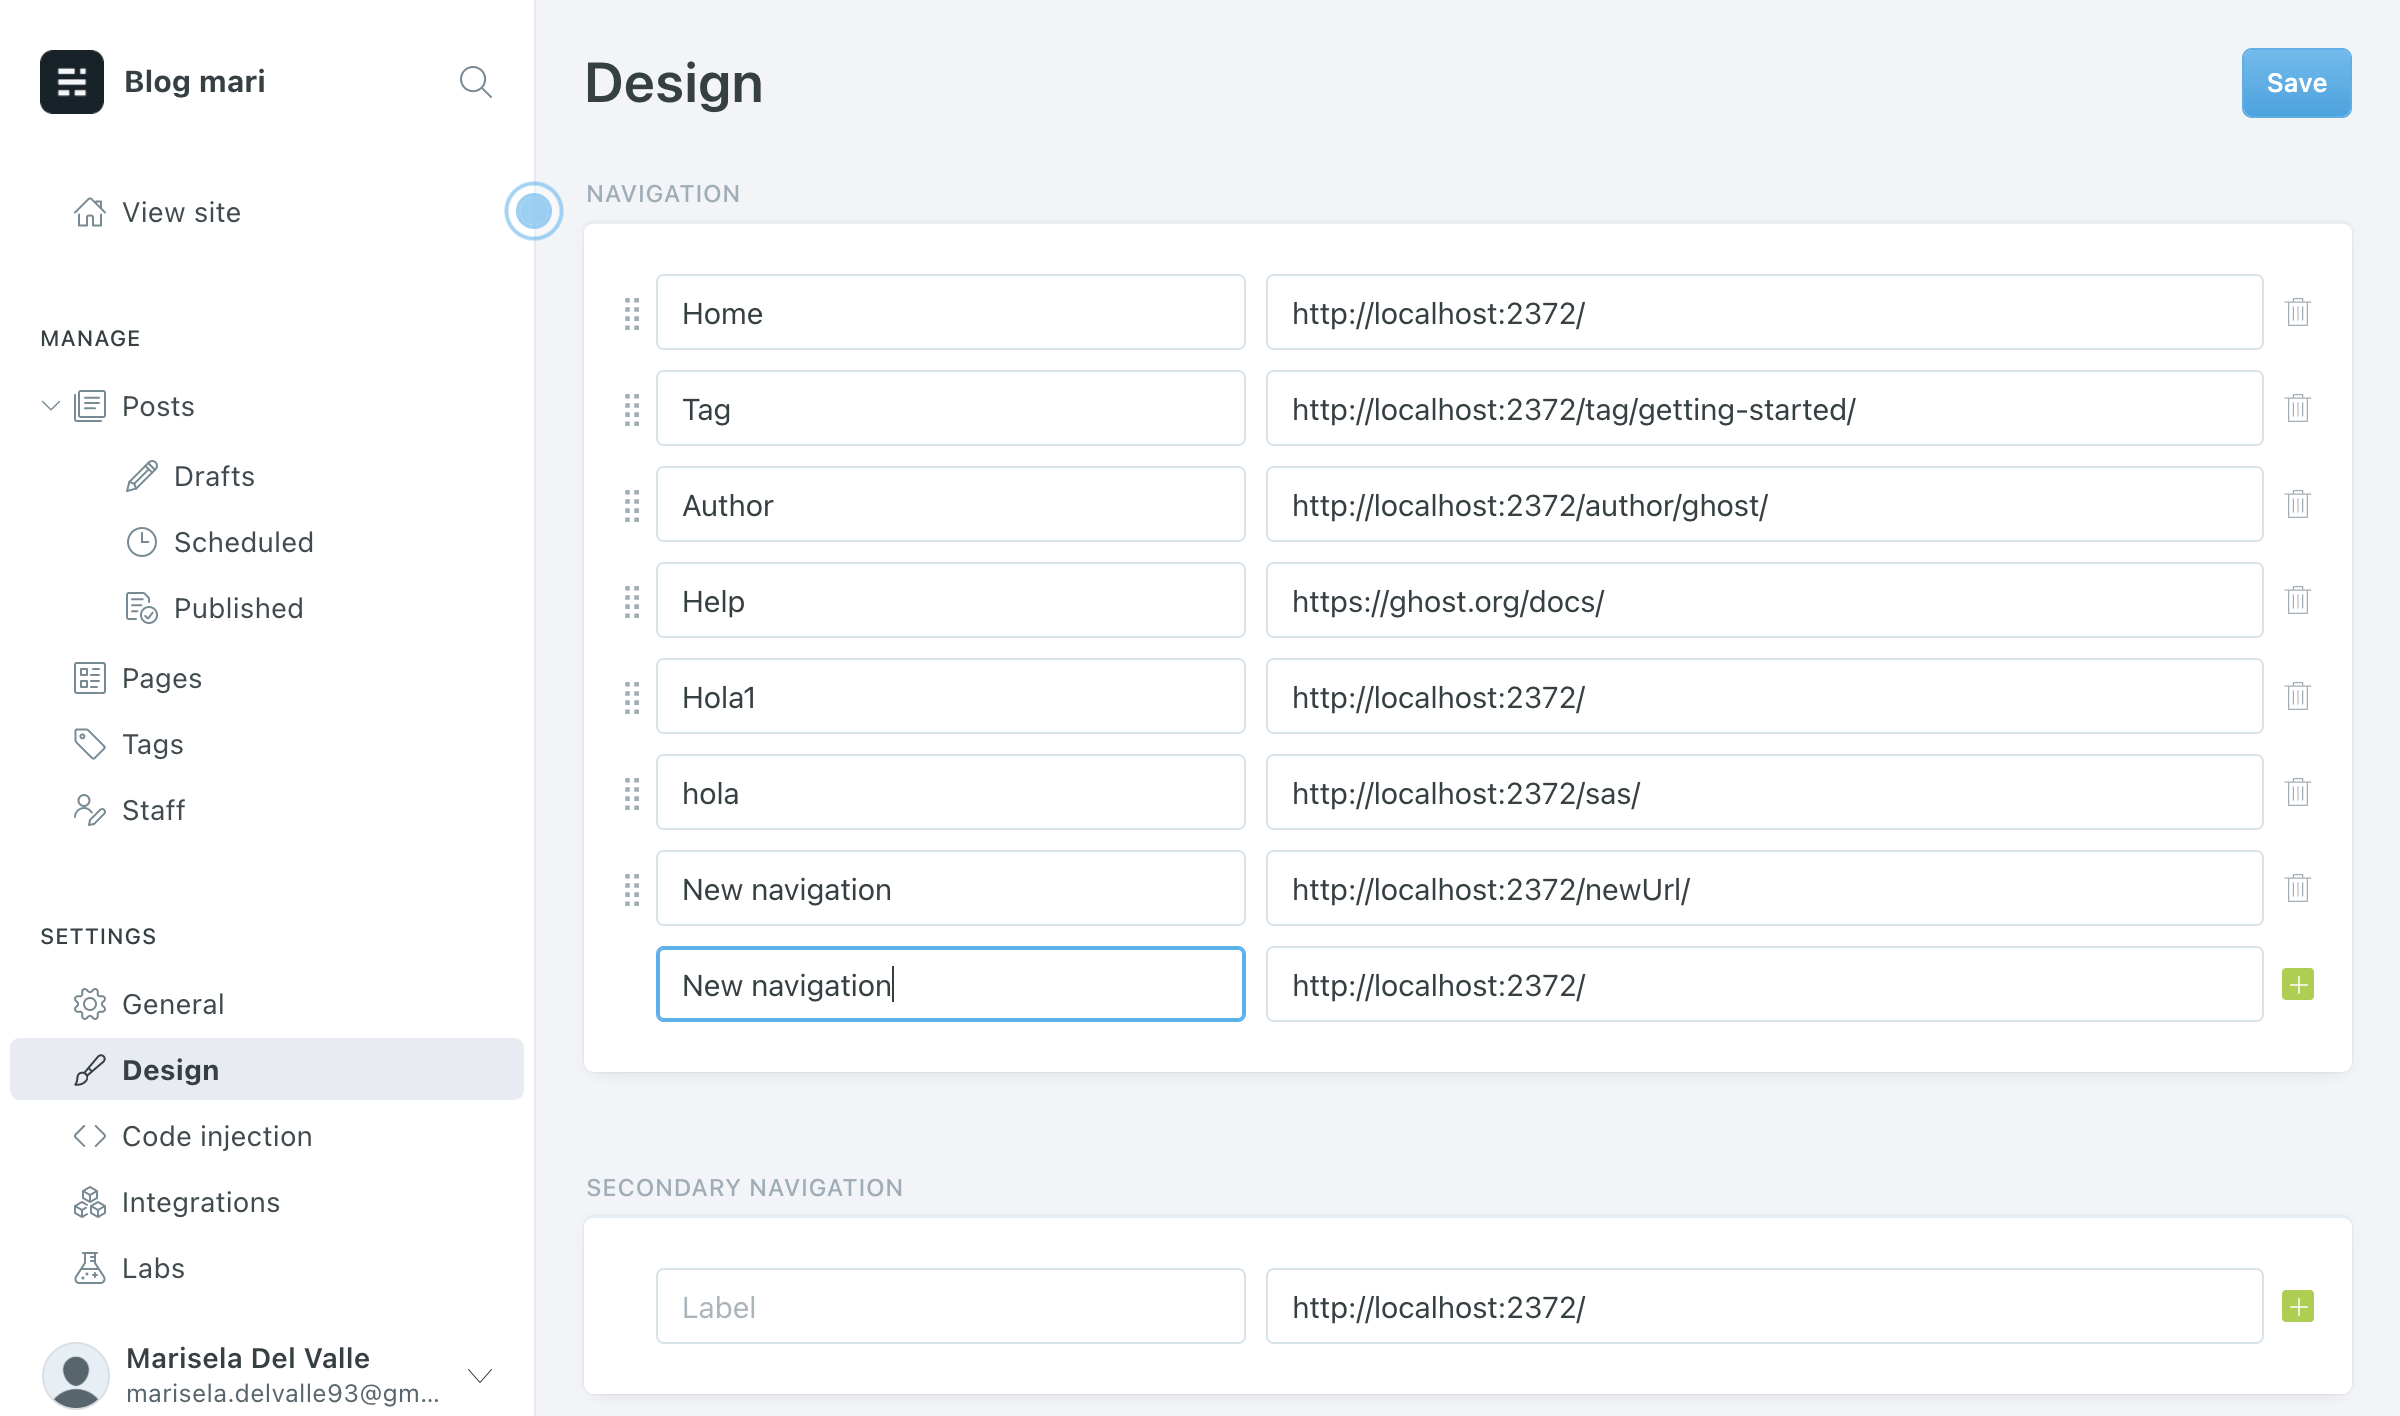 Blog mari
View site
MANAGE
Posts
Drafts
Scheduled
Published
Pages
Tags
Staff
SETTINGS
General
Design
Code injection
Integrations
Labs
Marisela Del Valle
marisela.delvalle93@gm...
Design
Save
NAVIGATION
Home http://localhost:2372/
Tag http://localhost:2372/tag/getting-started/
Author http://localhost:2372/author/ghost/
Help https://ghost.org/docs/
Hola1 http://localhost:2372/
hola http://localhost:2372/sas/
New navigation http://localhost:2372/newUrl/
New navigation http://localhost:2372/
SECONDARY NAVIGATION
Label http://localhost:2372/